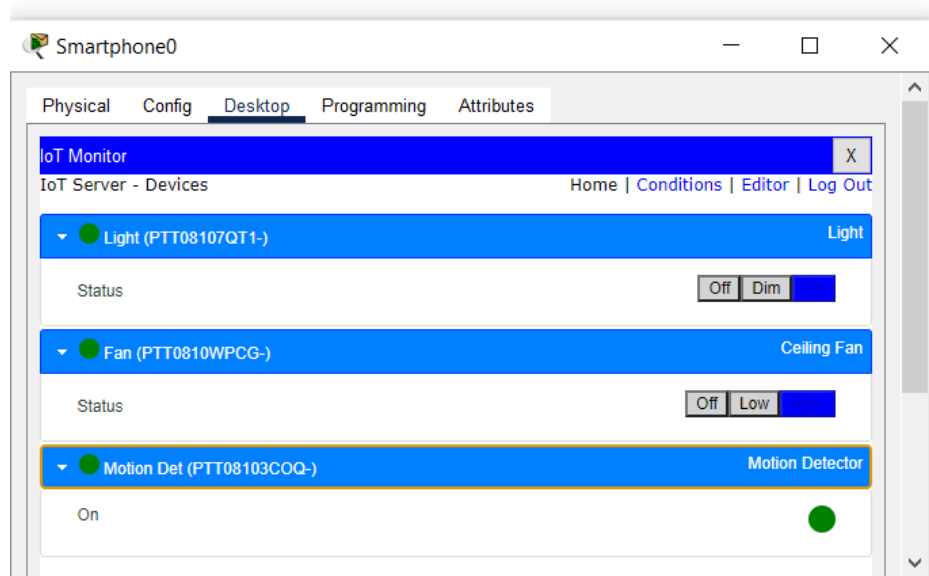 Smartphone0
Physical Config Desktop Programming Attributes
IoT Monitor X
IoT Server - Devices Home | Conditions | Editor | Log Out
Light (PTT08107QT1-) Light
Status Off Dim
Fan (PTT0810WPCG-) Ceiling Fan
Status Off Low
Motion Det (PTT08103COQ-) Motion Detector
On